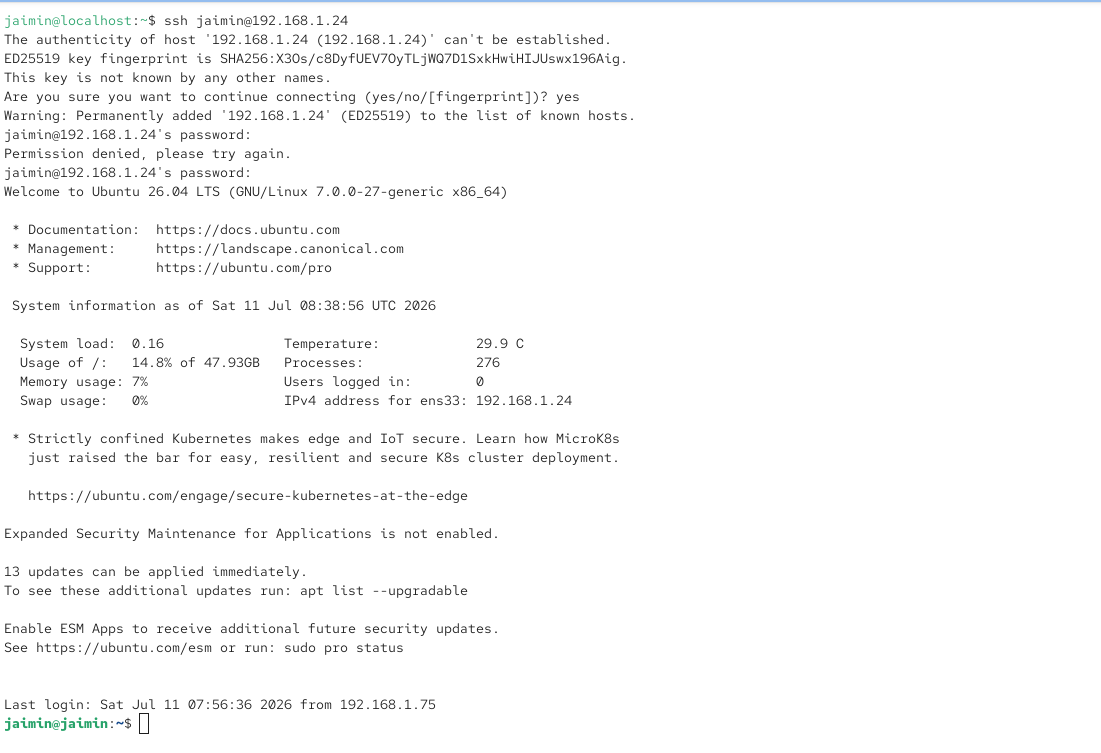 jaimin@localhost:~$ ssh jaimin@192.168.1.24
The authenticity of host '192.168.1.24 (192.168.1.24)' can't be established.
ED25519 key fingerprint is SHA256:X3Os/c8DyfUEV7OyTLjWQ7D1SxkHwiHIJUswx196Aig.
This key is not known by any other names.
Are you sure you want to continue connecting (yes/no/[fingerprint])? yes
Warning: Permanently added '192.168.1.24' (ED25519) to the list of known hosts.
jaimin@192.168.1.24's password:
Permission denied, please try again.
jaimin@192.168.1.24's password:
Welcome to Ubuntu 26.04 LTS (GNU/Linux 7.0.0-27-generic x86_64)

 * Documentation:  https://docs.ubuntu.com
 * Management:     https://landscape.canonical.com
 * Support:        https://ubuntu.com/pro

 System information as of Sat 11 Jul 08:38:56 UTC 2026

  System load:  0.16               Temperature:            29.9 C
  Usage of /:   14.8% of 47.93GB   Processes:              276
  Memory usage: 7%                 Users logged in:        0
  Swap usage:   0%                 IPv4 address for ens33: 192.168.1.24

 * Strictly confined Kubernetes makes edge and IoT secure. Learn how MicroK8s
   just raised the bar for easy, resilient and secure K8s cluster deployment.

   https://ubuntu.com/engage/secure-kubernetes-at-the-edge

Expanded Security Maintenance for Applications is not enabled.

13 updates can be applied immediately.
To see these additional updates run: apt list --upgradable

Enable ESM Apps to receive additional future security updates.
See https://ubuntu.com/esm or run: sudo pro status

Last login: Sat Jul 11 07:56:36 2026 from 192.168.1.75
jaimin@jaimin:~$